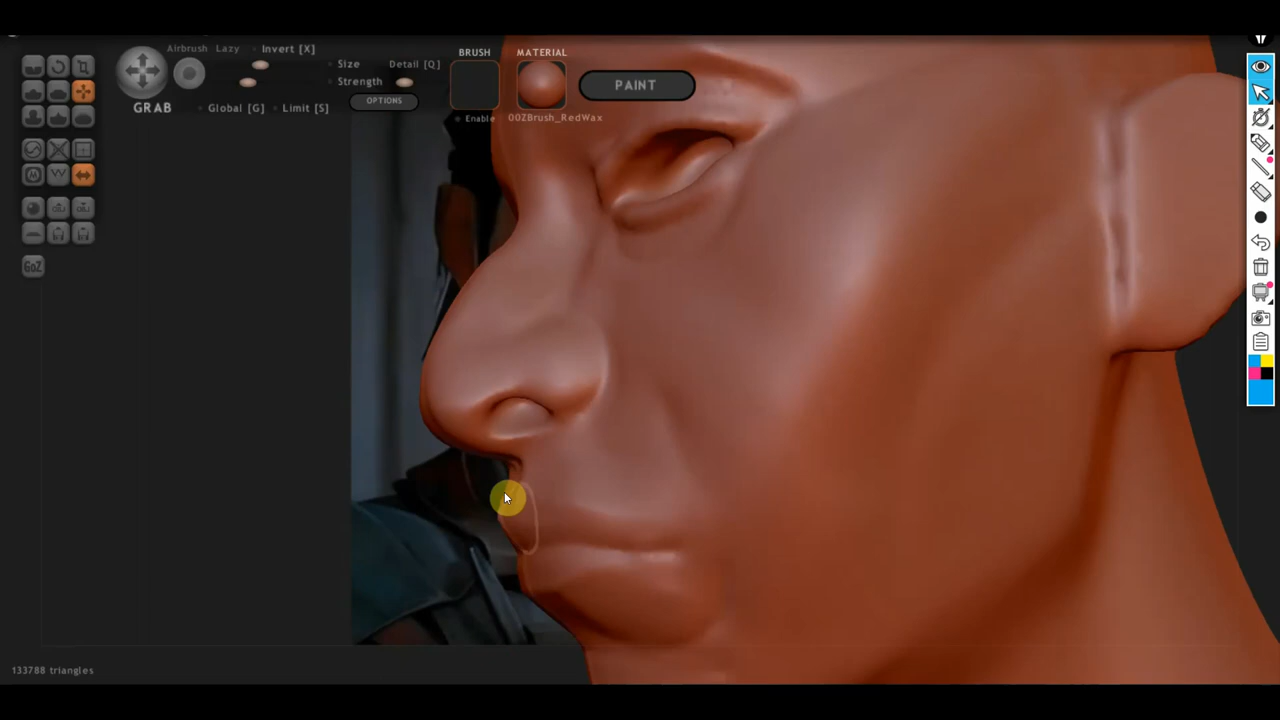 Airbrush Lazy Invert [X]
Size Detail [Q]
Strength
GRAB Global [G] Limit [S] OPTIONS
BRUSH
Enable
MATERIAL
00ZBrush_RedWax
PAINT
GoZ
133788 triangles